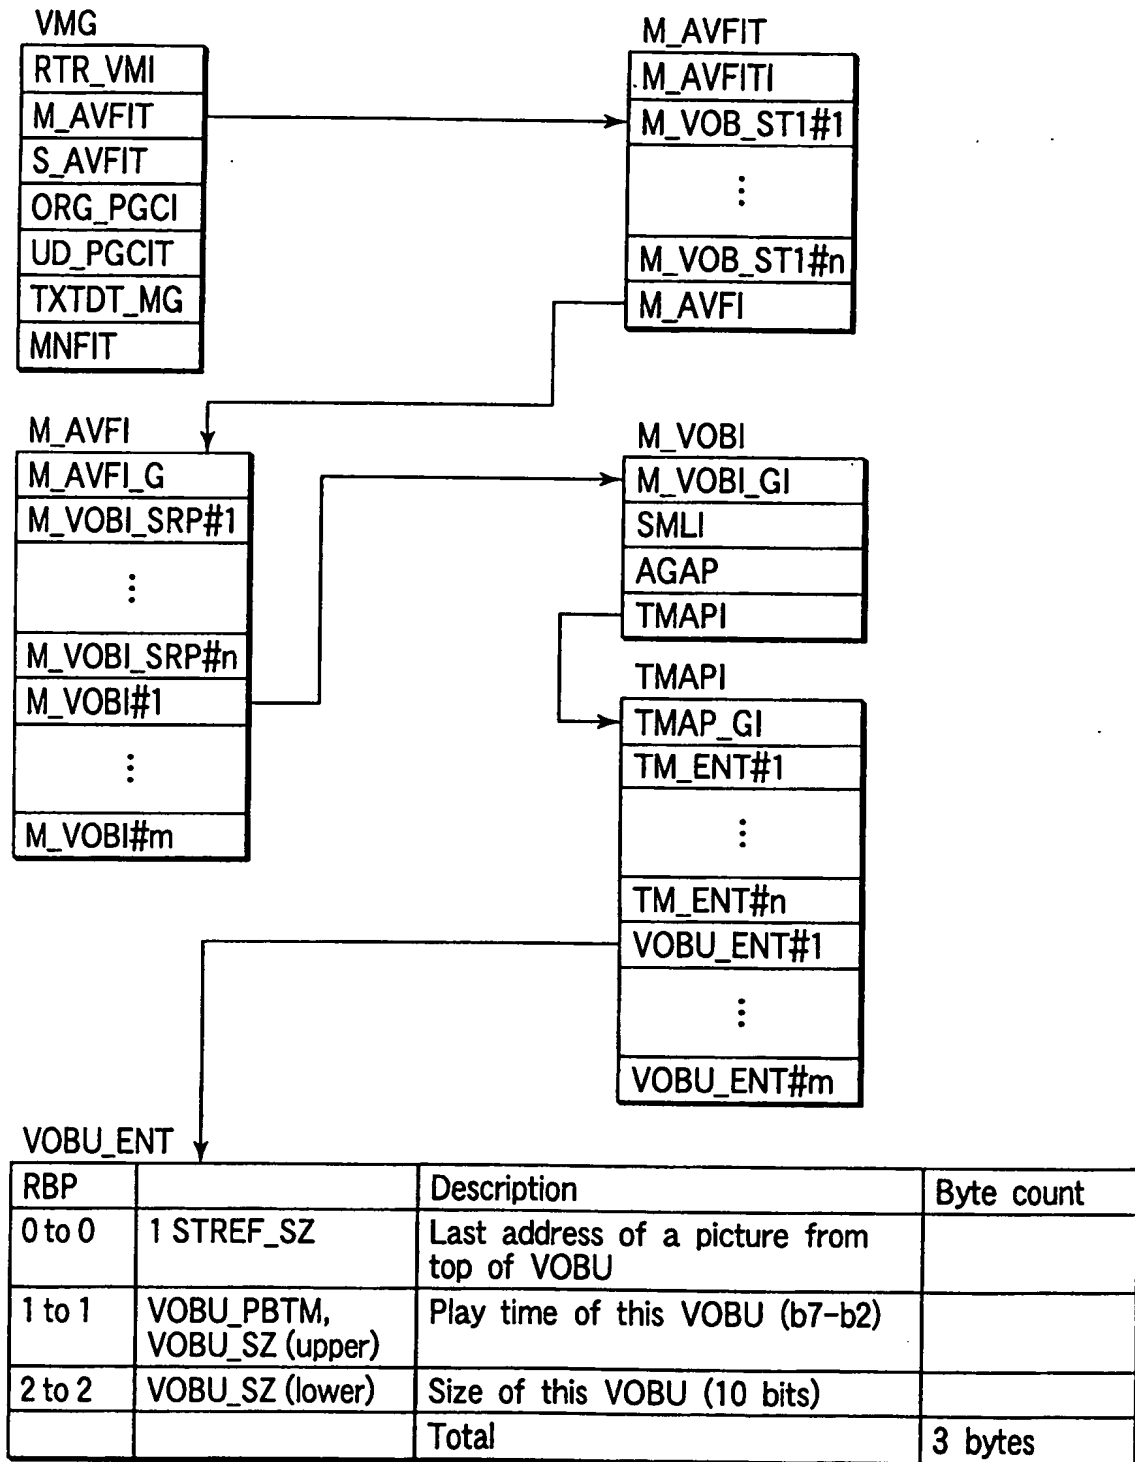 VMG
RTR_VMI
M_AVFIT
S_AVFIT
ORG_PGCI
UD_PGCIT
TXTDT_MG
MNFIT
M_AVFIT
M_AVFITI
M_VOB_ST1#1
⋮
M_VOB_ST1#n
M_AVFI
M_AVFI
M_AVFI_G
M_VOBI_SRP#1
⋮
M_VOBI_SRP#n
M_VOBI#1
⋮
M_VOBI#m
M_VOBI
M_VOBI_GI
SMLI
AGAP
TMAPI
TMAPI
TMAP_GI
TM_ENT#1
⋮
TM_ENT#n
VOBU_ENT#1
⋮
VOBU_ENT#m
VOBU_ENT
RBP Description Byte count
0 to 0 1 STREF_SZ Last address of a picture from
top of VOBU
1 to 1 VOBU_PBTM, Play time of this VOBU (b7-b2)
VOBU_SZ (upper)
2 to 2 VOBU_SZ (lower) Size of this VOBU (10 bits)
Total 3 bytes